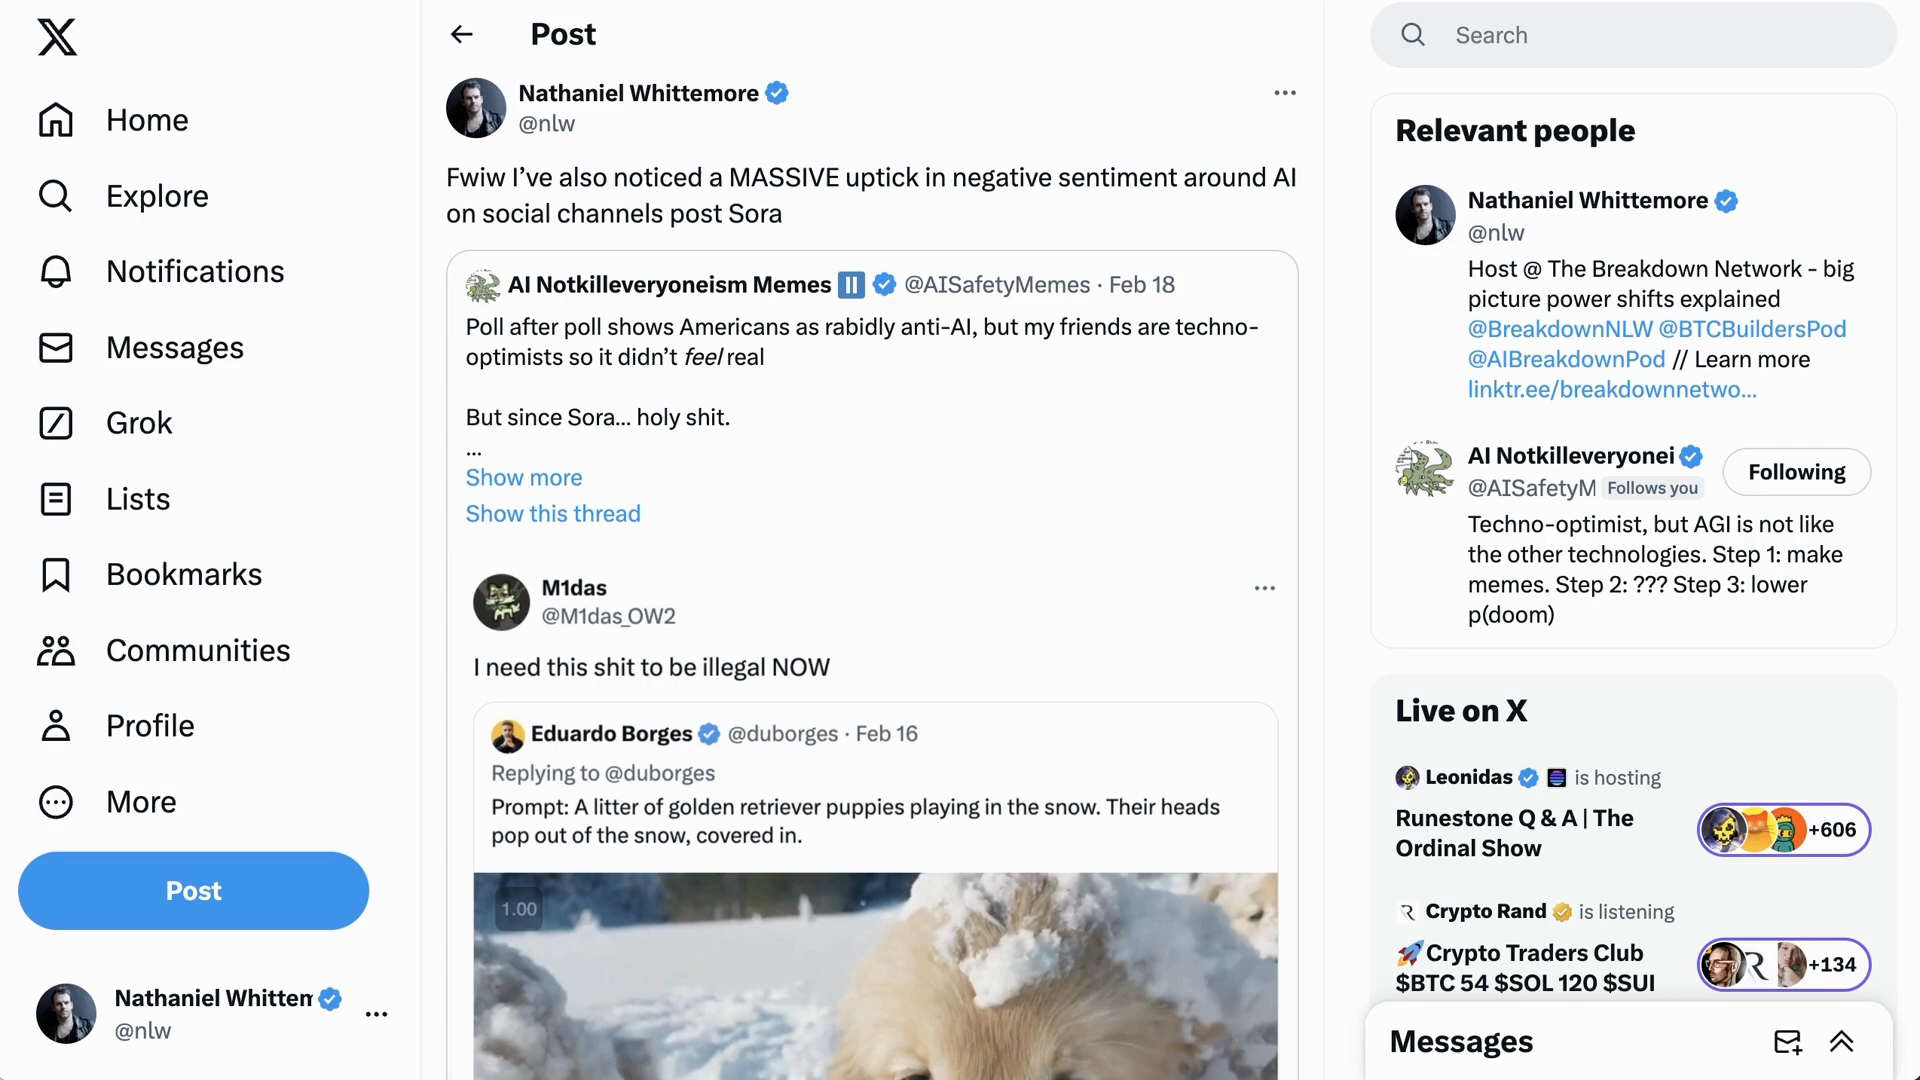 Home
Explore
Notifications
Messages
Grok
Lists
Bookmarks
Communities
Profile
More
Post
Nathaniel Whitten
@nlw
Post
Nathaniel Whittemore
@nlw
Fwiw I’ve also noticed a MASSIVE uptick in negative sentiment around AI
on social channels post Sora
AI Notkilleveryoneism Memes @AISafetyMemes · Feb 18
Poll after poll shows Americans as rabidly anti-AI, but my friends are techno-
optimists so it didn’t feel real
But since Sora... holy shit.
...
Show more
Show this thread
M1das
@M1das_OW2
I need this shit to be illegal NOW
Eduardo Borges @duborges · Feb 16
Replying to @duborges
Prompt: A litter of golden retriever puppies playing in the snow. Their heads
pop out of the snow, covered in.
1.00
Search
Relevant people
Nathaniel Whittemore
@nlw
Host @ The Breakdown Network - big
picture power shifts explained
@BreakdownNLW @BTCBuildersPod
@AIBreakdownPod // Learn more
linktr.ee/breakdownnetwo...
AI Notkilleveryonei
Following
@AISafetyM Follows you
Techno-optimist, but AGI is not like
the other technologies. Step 1: make
memes. Step 2: ??? Step 3: lower
p(doom)
Live on X
Leonidas is hosting
Runestone Q & A | The
Ordinal Show
+606
Crypto Rand is listening
🚀Crypto Traders Club
$BTC 54 $SOL 120 $SUI
+134
Messages